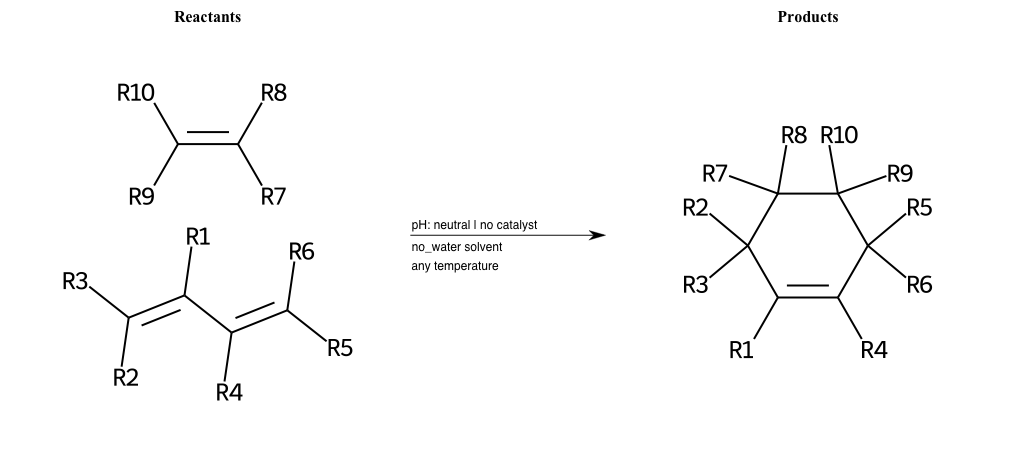 Reactants
Products
R10
R8
R9
R7
R1
R6
R3
R5
R2
R4
pH: neutral | no catalyst
no_water solvent
any temperature
R8 R10
R7
R9
R2
R5
R3
R6
R1
R4